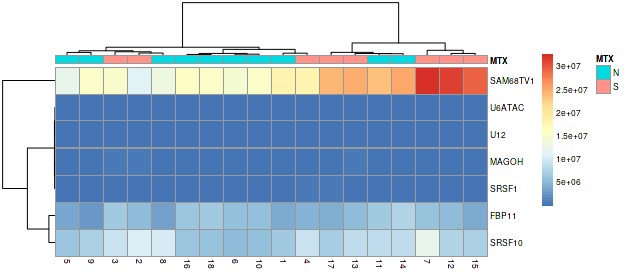 MTX
SAM68TV1
U6ATAC
U12
MAGOH
SRSF1
FBP11
SRSF10
5 9 3 2 8 16 18 6 10 1 4 17 13 11 14 7 12 15
3e+07
2.5e+07
2e+07
1.5e+07
1e+07
5e+06
MTX
N
S